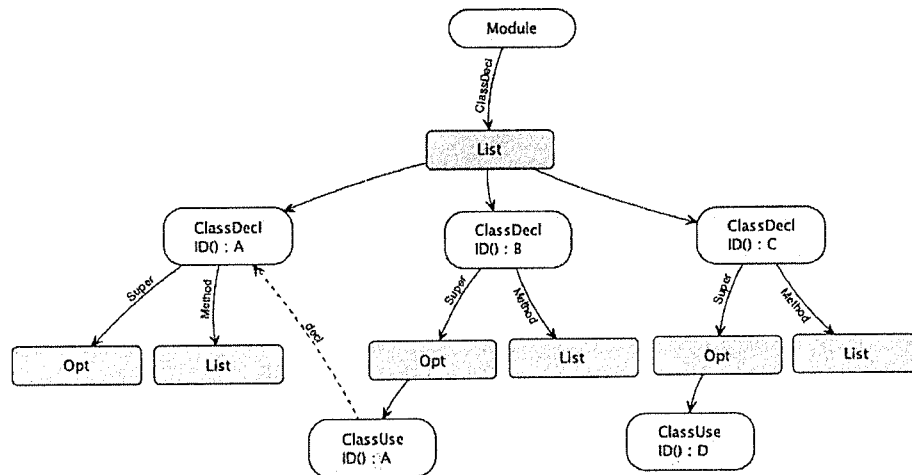 Module
ClassDecl
List
ClassDecl
ID() : A
ClassDecl
ID() : B
ClassDecl
ID() : C
Super
Method
decl
Super
Method
Super
Method
Opt
List
Opt
List
Opt
List
ClassUse
ID() : A
ClassUse
ID() : D